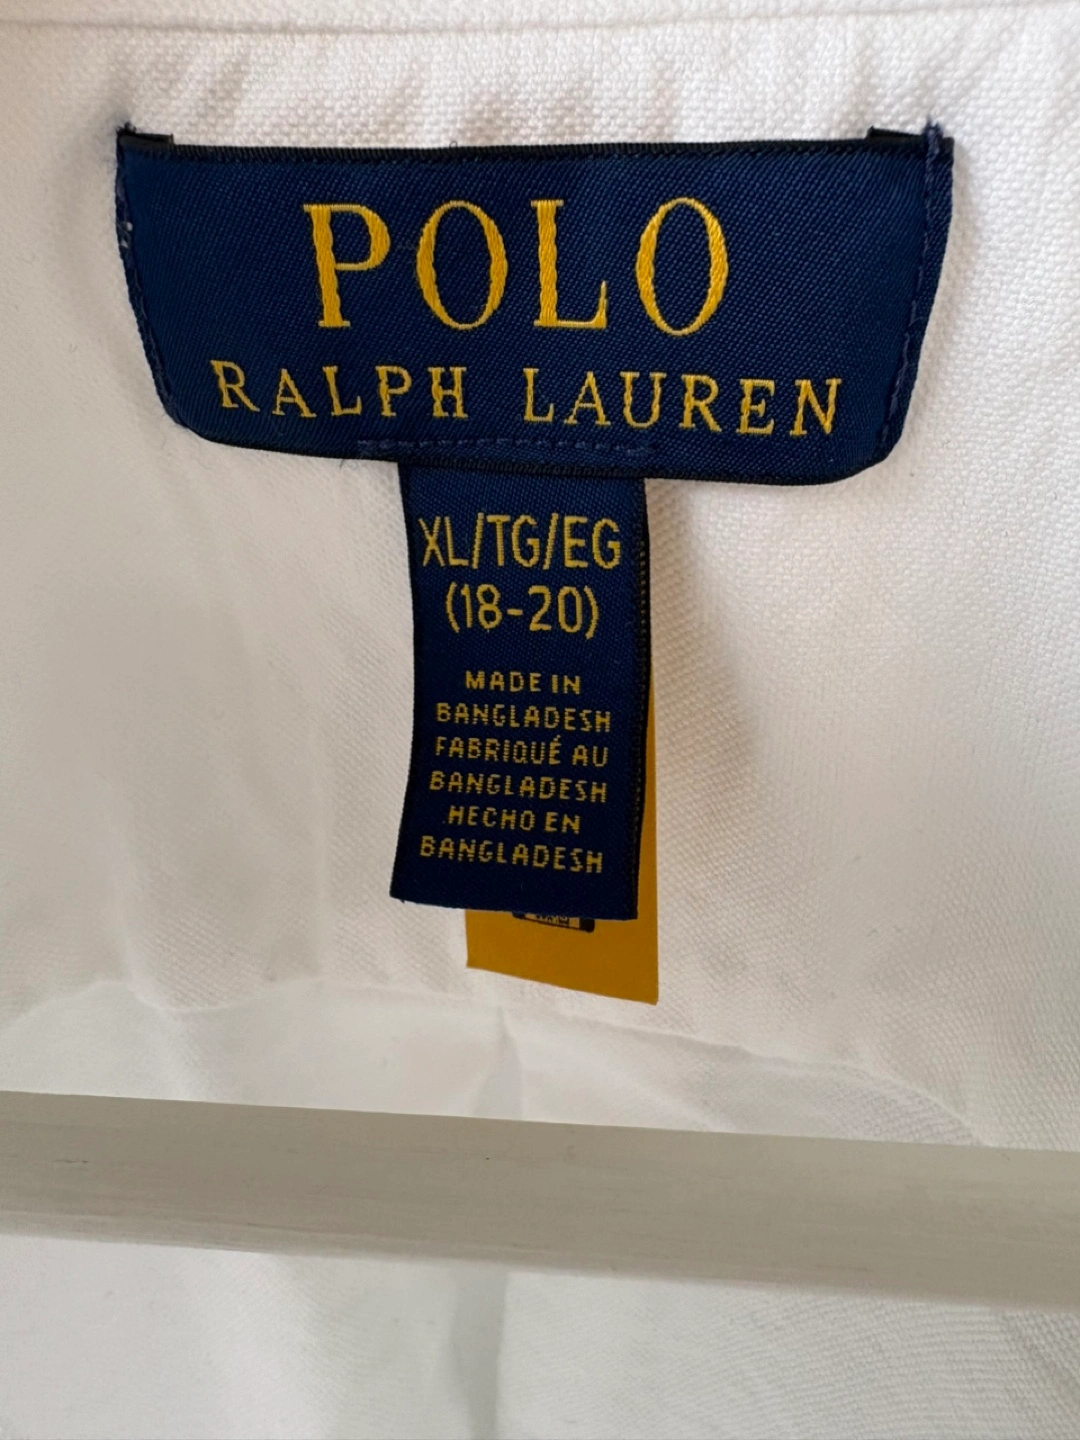 POLO
RALPH LAUREN
XL/TG/EG
(18-20)
MADE IN
BANGLADESH
FABRIQUÉ AU
BANGLADESH
HECHO EN
BANGLADESH